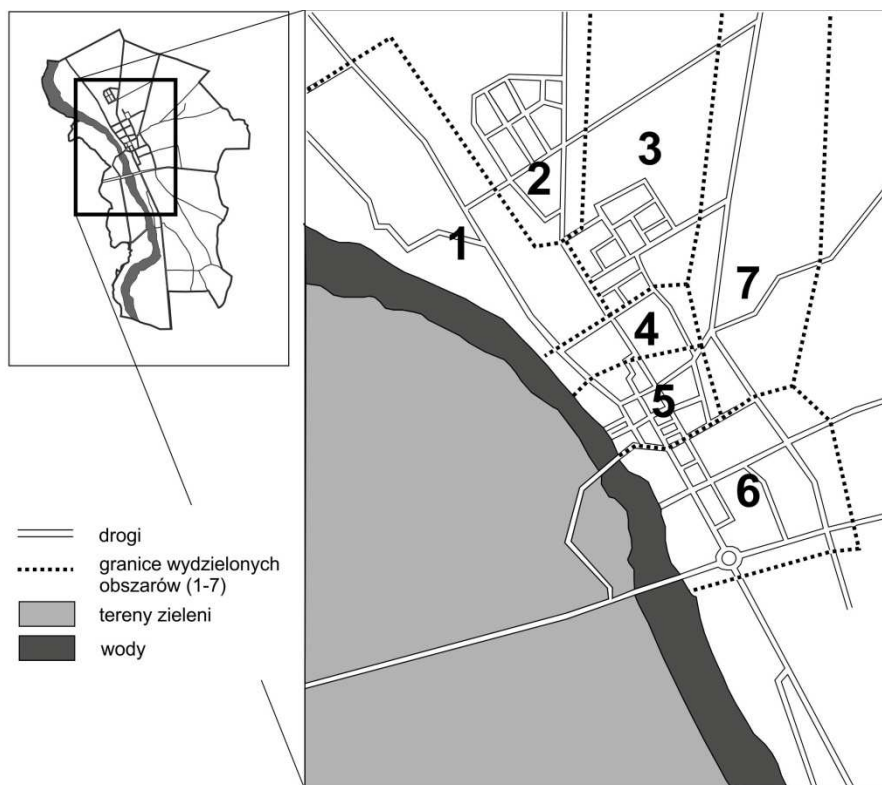 1
2
3
4
5
6
7
drogi
granice wydzielonych
obszarów (1-7)
tereny zieleni
wody